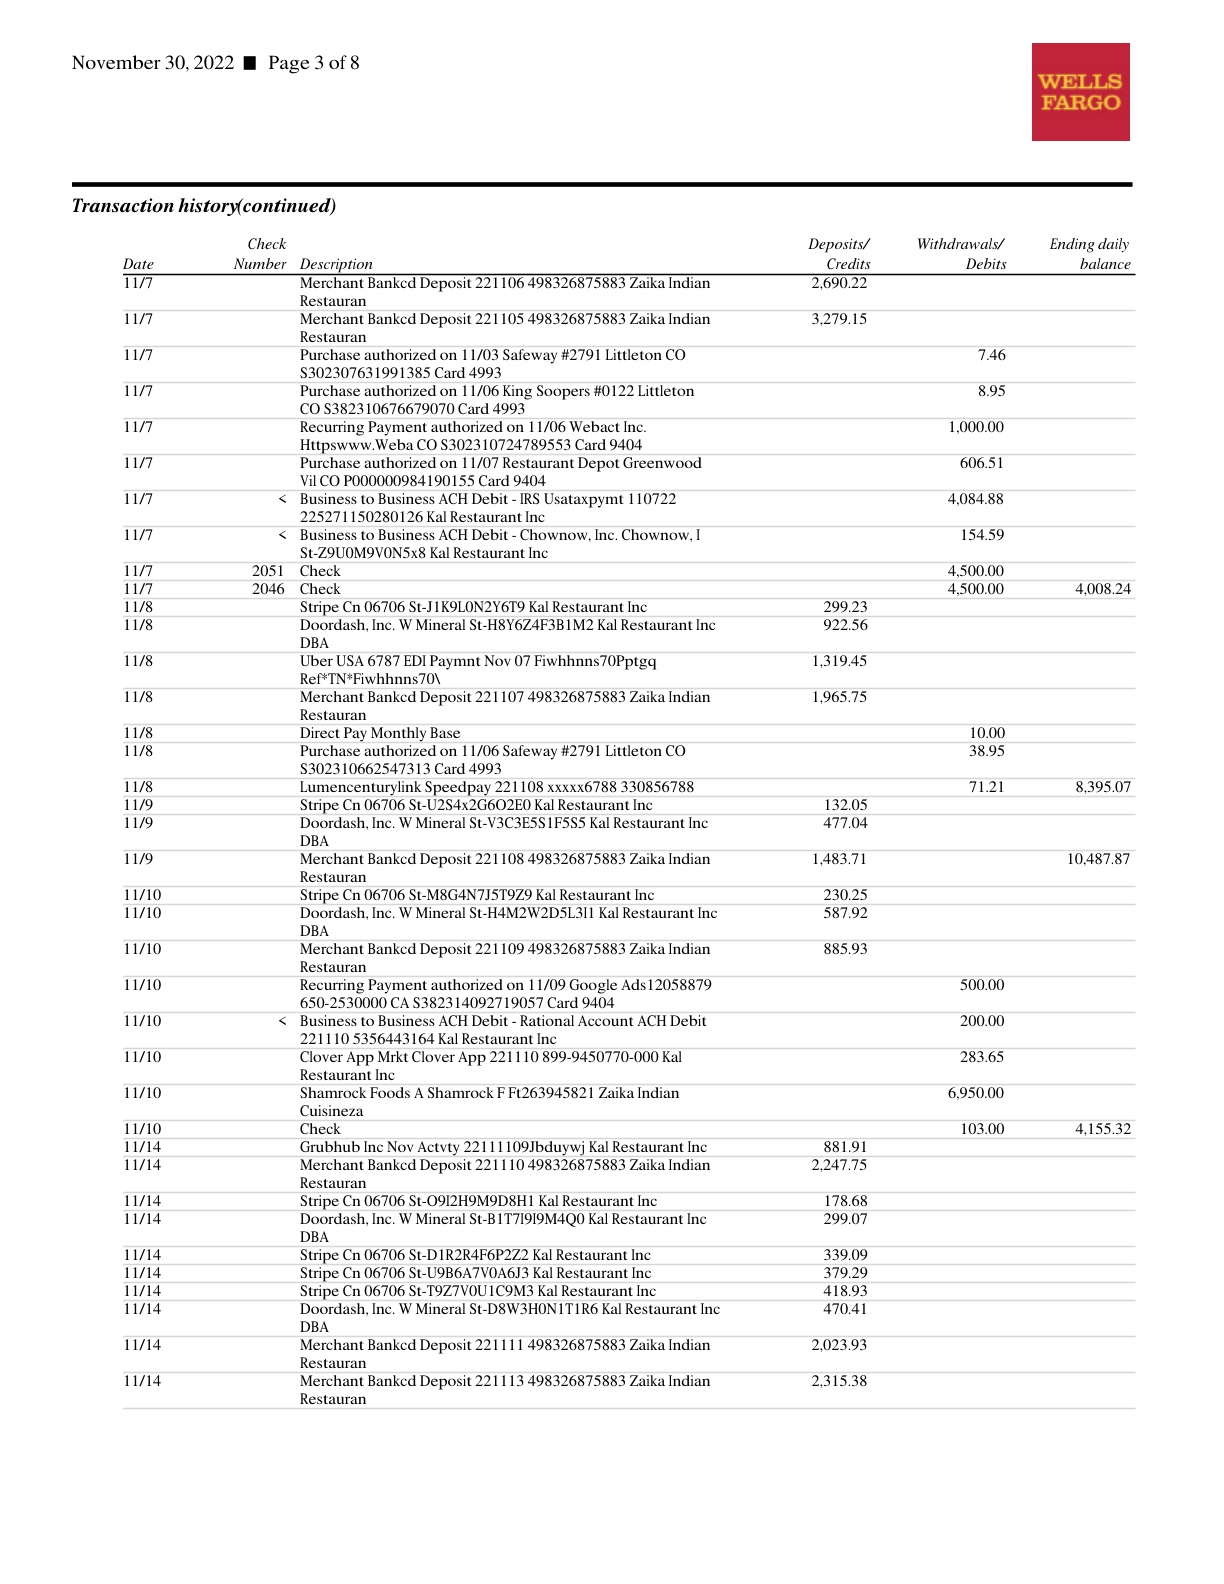 November 30, 2022 ■ Page 3 of 8
WELLS
FARGO
Transaction history(continued)
Check Deposits/ Withdrawals/ Ending daily
Date Number Description Credits Debits balance
11/7 Merchant Bankcd Deposit 221106 498326875883 Zaika Indian 2,690.22
Restauran
11/7 Merchant Bankcd Deposit 221105 498326875883 Zaika Indian 3,279.15
Restauran
11/7 Purchase authorized on 11/03 Safeway #2791 Littleton CO 7.46
S302307631991385 Card 4993
11/7 Purchase authorized on 11/06 King Soopers #0122 Littleton 8.95
CO S382310676679070 Card 4993
11/7 Recurring Payment authorized on 11/06 Webact Inc. 1,000.00
Httpswww.Weba CO S302310724789553 Card 9404
11/7 Purchase authorized on 11/07 Restaurant Depot Greenwood 606.51
Vil CO P000000984190155 Card 9404
11/7 < Business to Business ACH Debit - IRS Usataxpymt 110722 4,084.88
225271150280126 Kal Restaurant Inc
11/7 < Business to Business ACH Debit - Chownow, Inc. Chownow, I 154.59
St-Z9U0M9V0N5x8 Kal Restaurant Inc
11/7 2051 Check 4,500.00
11/7 2046 Check 4,500.00 4,008.24
11/8 Stripe Cn 06706 St-J1K9L0N2Y6T9 Kal Restaurant Inc 299.23
11/8 Doordash, Inc. W Mineral St-H8Y6Z4F3B1M2 Kal Restaurant Inc 922.56
DBA
11/8 Uber USA 6787 EDI Paymnt Nov 07 Fiwhhnns70Pptgq 1,319.45
Ref*TN*Fiwhhnns70\
11/8 Merchant Bankcd Deposit 221107 498326875883 Zaika Indian 1,965.75
Restauran
11/8 Direct Pay Monthly Base 10.00
11/8 Purchase authorized on 11/06 Safeway #2791 Littleton CO 38.95
S302310662547313 Card 4993
11/8 Lumencenturylink Speedpay 221108 xxxxx6788 330856788 71.21 8,395.07
11/9 Stripe Cn 06706 St-U2S4x2G6O2E0 Kal Restaurant Inc 132.05
11/9 Doordash, Inc. W Mineral St-V3C3E5S1F5S5 Kal Restaurant Inc 477.04
DBA
11/9 Merchant Bankcd Deposit 221108 498326875883 Zaika Indian 1,483.71 10,487.87
Restauran
11/10 Stripe Cn 06706 St-M8G4N7J5T9Z9 Kal Restaurant Inc 230.25
11/10 Doordash, Inc. W Mineral St-H4M2W2D5L3I1 Kal Restaurant Inc 587.92
DBA
11/10 Merchant Bankcd Deposit 221109 498326875883 Zaika Indian 885.93
Restauran
11/10 Recurring Payment authorized on 11/09 Google Ads12058879 500.00
650-2530000 CA S382314092719057 Card 9404
11/10 < Business to Business ACH Debit - Rational Account ACH Debit 200.00
221110 5356443164 Kal Restaurant Inc
11/10 Clover App Mrkt Clover App 221110 899-9450770-000 Kal 283.65
Restaurant Inc
11/10 Shamrock Foods A Shamrock F Ft263945821 Zaika Indian 6,950.00
Cuisineza
11/10 Check 103.00 4,155.32
11/14 Grubhub Inc Nov Actvty 22111109Jbduywj Kal Restaurant Inc 881.91
11/14 Merchant Bankcd Deposit 221110 498326875883 Zaika Indian 2,247.75
Restauran
11/14 Stripe Cn 06706 St-O9I2H9M9D8H1 Kal Restaurant Inc 178.68
11/14 Doordash, Inc. W Mineral St-B1T7I9I9M4Q0 Kal Restaurant Inc 299.07
DBA
11/14 Stripe Cn 06706 St-D1R2R4F6P2Z2 Kal Restaurant Inc 339.09
11/14 Stripe Cn 06706 St-U9B6A7V0A6J3 Kal Restaurant Inc 379.29
11/14 Stripe Cn 06706 St-T9Z7V0U1C9M3 Kal Restaurant Inc 418.93
11/14 Doordash, Inc. W Mineral St-D8W3H0N1T1R6 Kal Restaurant Inc 470.41
DBA
11/14 Merchant Bankcd Deposit 221111 498326875883 Zaika Indian 2,023.93
Restauran
11/14 Merchant Bankcd Deposit 221113 498326875883 Zaika Indian 2,315.38
Restauran